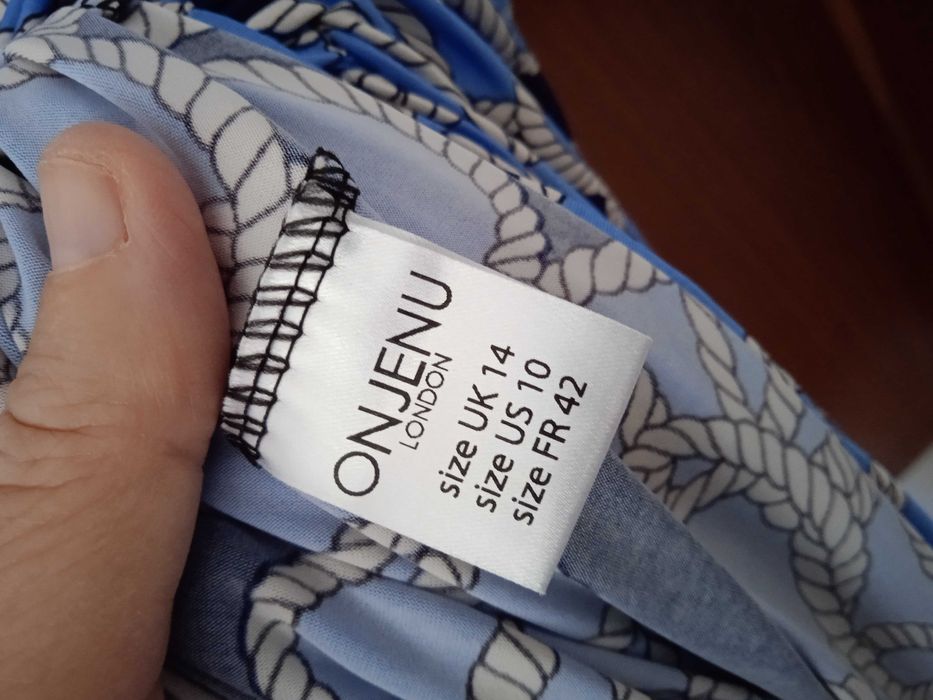 ONJENU
LONDON
size UK 14
size US 10
size FR 42